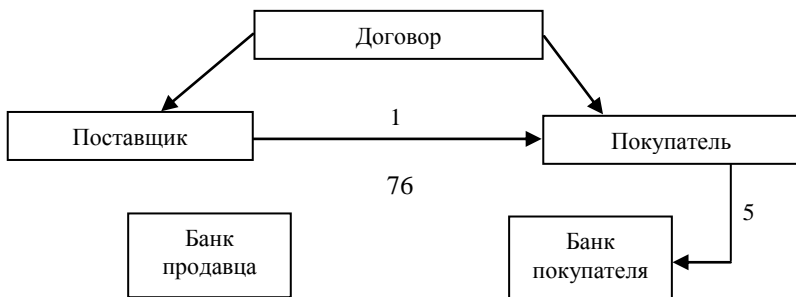 Договор
Поставщик
1
Покупатель
76
5
Банк
продавца
Банк
покупателя